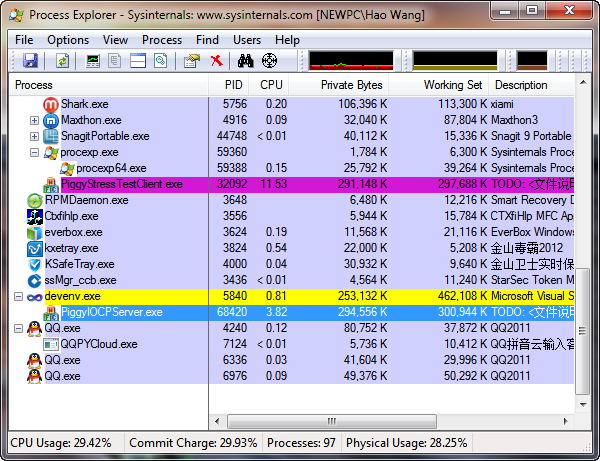 Process Explorer - Sysinternals: www.sysinternals.com [NEWPC\Hao Wang]
File Options View Process Find Users Help
Process PID CPU Private Bytes Working Set Description
Shark.exe 5756 0.20 106,396 K 113,300 K xiami
Maxthon.exe 4916 0.09 32,040 K 87,804 K Maxthon3
SnagitPortable.exe 44748 < 0.01 40,112 K 15,336 K Snagit 9 Portable
procexp.exe 59360 1,784 K 6,300 K Sysinternals Proce
procexp64.exe 59388 0.15 25,792 K 39,264 K Sysinternals Proce
PiggyStressTestClient.exe 32092 11.53 291,148 K 297,688 K TODO: <文件说明
RPMDaemon.exe 3648 6,480 K 12,216 K Smart Recovery D
Ctxfihlp.exe 3556 5,944 K 15,784 K CTXfiHlp MFC App
everbox.exe 3624 0.19 11,568 K 21,116 K EverBox Windows
kxetray.exe 3824 0.54 22,000 K 5,208 K 金山毒霸2012
KSafeTray.exe 4000 0.04 30,932 K 9,640 K 金山卫士实时保
ssMgr_ccb.exe 3436 < 0.01 4,564 K 11,240 K StarSec Token M
devenv.exe 5840 0.81 253,132 K 462,108 K Microsoft Visual S
PiggyIOCPServer.exe 68420 3.82 294,556 K 300,944 K TODO: <文件说明
QQ.exe 4240 0.12 80,752 K 37,872 K QQ2011
QQPYCloud.exe 7124 < 0.01 5,736 K 10,412 K QQ拼音云输入客
QQ.exe 6336 0.03 41,604 K 29,996 K QQ2011
QQ.exe 6976 0.09 49,376 K 50,292 K QQ2011
CPU Usage: 29.42% Commit Charge: 29.93% Processes: 97 Physical Usage: 28.25%